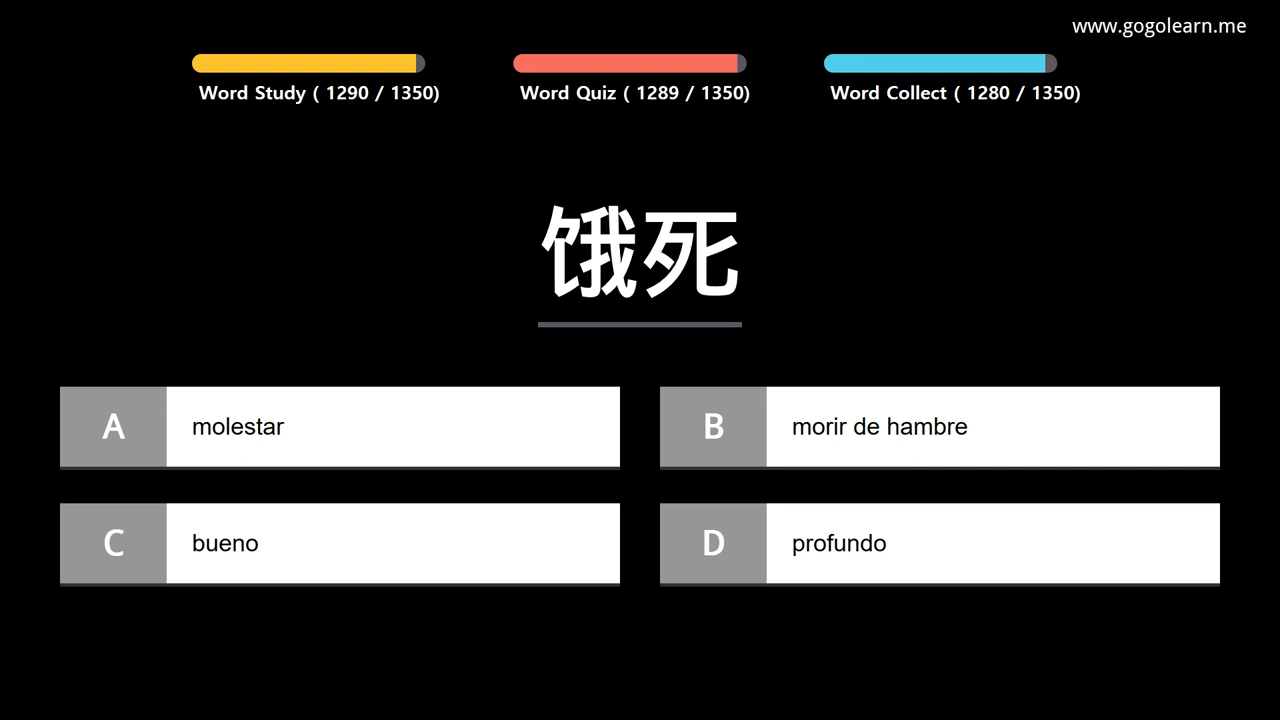 www.gogolearn.me
Word Study ( 1290 / 1350)
Word Quiz ( 1289 / 1350)
Word Collect ( 1280 / 1350)
饿死
A molestar
B morir de hambre
C bueno
D profundo